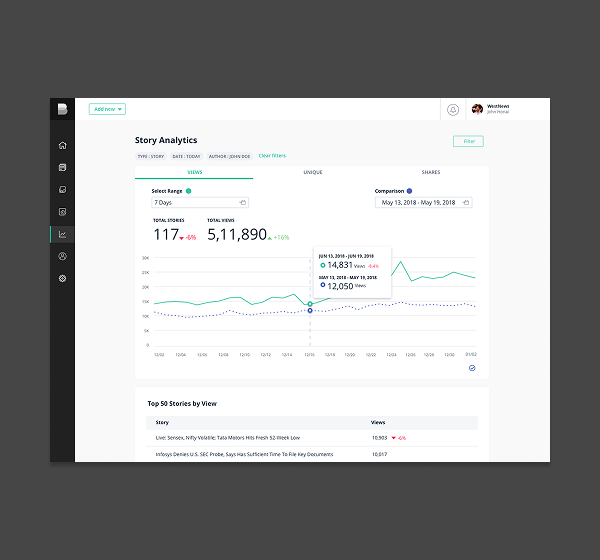 B
Add new
WestNews
John Honai
Story Analytics
Filter
TYPE : STORY DATE : TODAY AUTHOR : JOHN DOE Clear filters
VIEWS UNIQUE SHARES
Select Range Comparison
7 Days May 13, 2018 - May 19, 2018
TOTAL STORIES TOTAL VIEWS
117 -6% 5,11,890 +16%
JUN 13, 2018 - JUN 19, 2018
14,831 Views -8.4%
MAY 13, 2018 - MAY 19, 2018
12,050 Views
30K
25K
20K
15K
10K
5K
0
12/02 12/04 12/06 12/08 12/10 12/12 12/14 12/16 12/18 12/20 12/22 12/24 12/26 12/28 12/30 01/02
Top 50 Stories by View
Story Views
Live: Sensex, Nifty Volatile; Tata Motors Hits Fresh 52-Week Low 10,903 -6%
Infosys Denies U.S. SEC Probe, Says Has Sufficient Time To File Key Documents 10,017